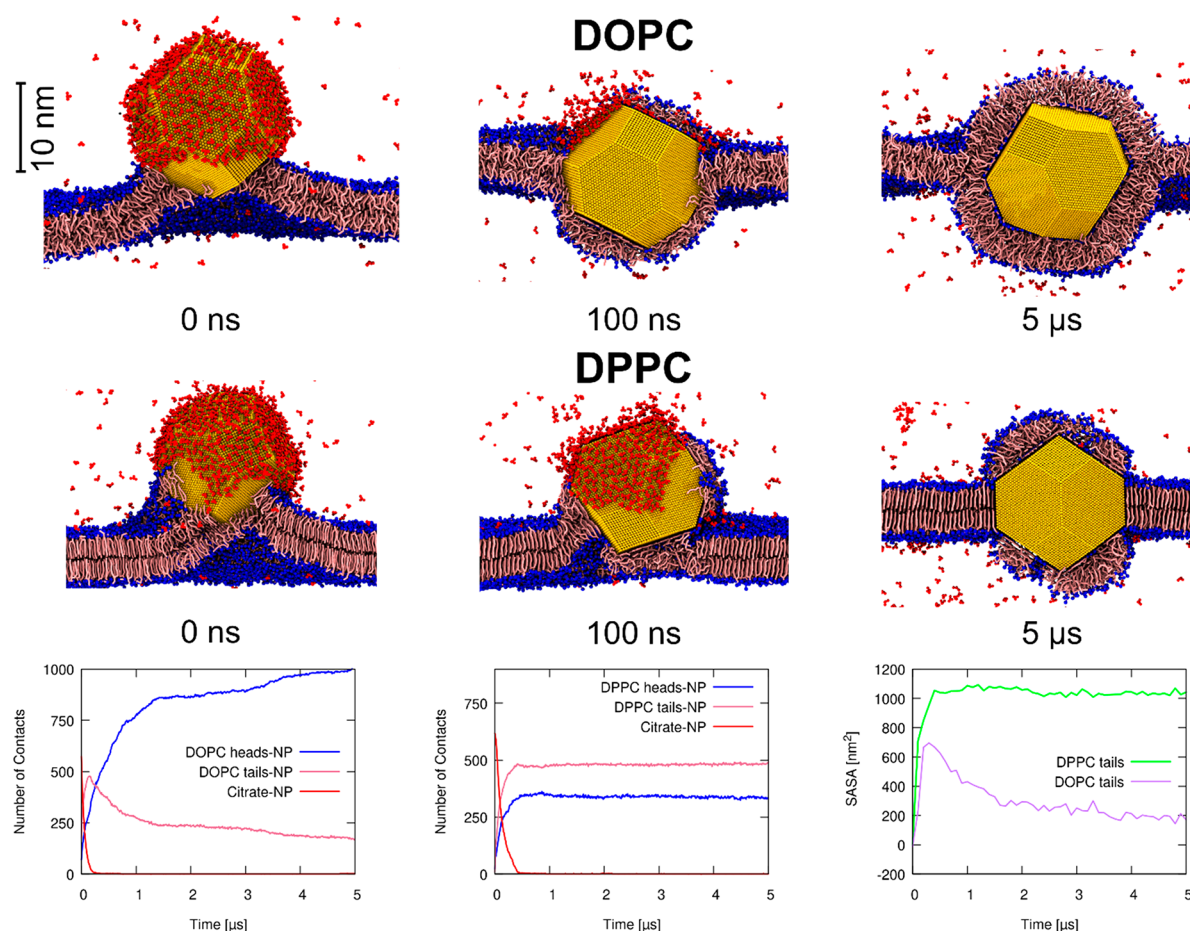 DOPC
10 nm
0 ns
100 ns
5 µs
DPPC
0 ns
100 ns
5 µs
1000
750
500
250
0
Number of Contacts
DOPC heads-NP
DOPC tails-NP
Citrate-NP
0 1 2 3 4 5
Time [µs]
750
500
250
0
Number of Contacts
DPPC heads-NP
DPPC tails-NP
Citrate-NP
0 1 2 3 4 5
Time [µs]
1200
1000
800
600
400
200
0
-200
SASA [nm²]
DPPC tails
DOPC tails
0 1 2 3 4 5
Time [µs]